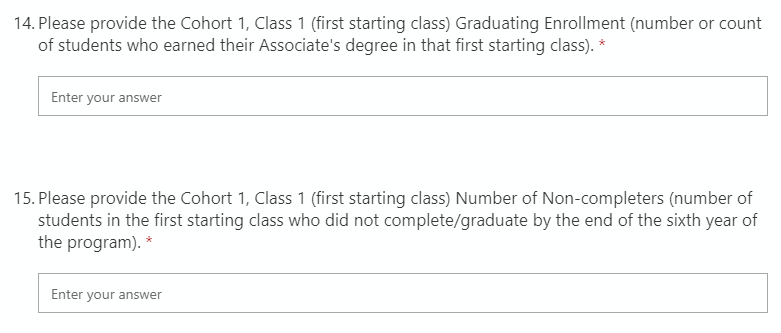 14. Please provide the Cohort 1, Class 1 (first starting class) Graduating Enrollment (number or count
of students who earned their Associate's degree in that first starting class). *
Enter your answer
15. Please provide the Cohort 1, Class 1 (first starting class) Number of Non-completers (number of
students in the first starting class who did not complete/graduate by the end of the sixth year of
the program). *
Enter your answer